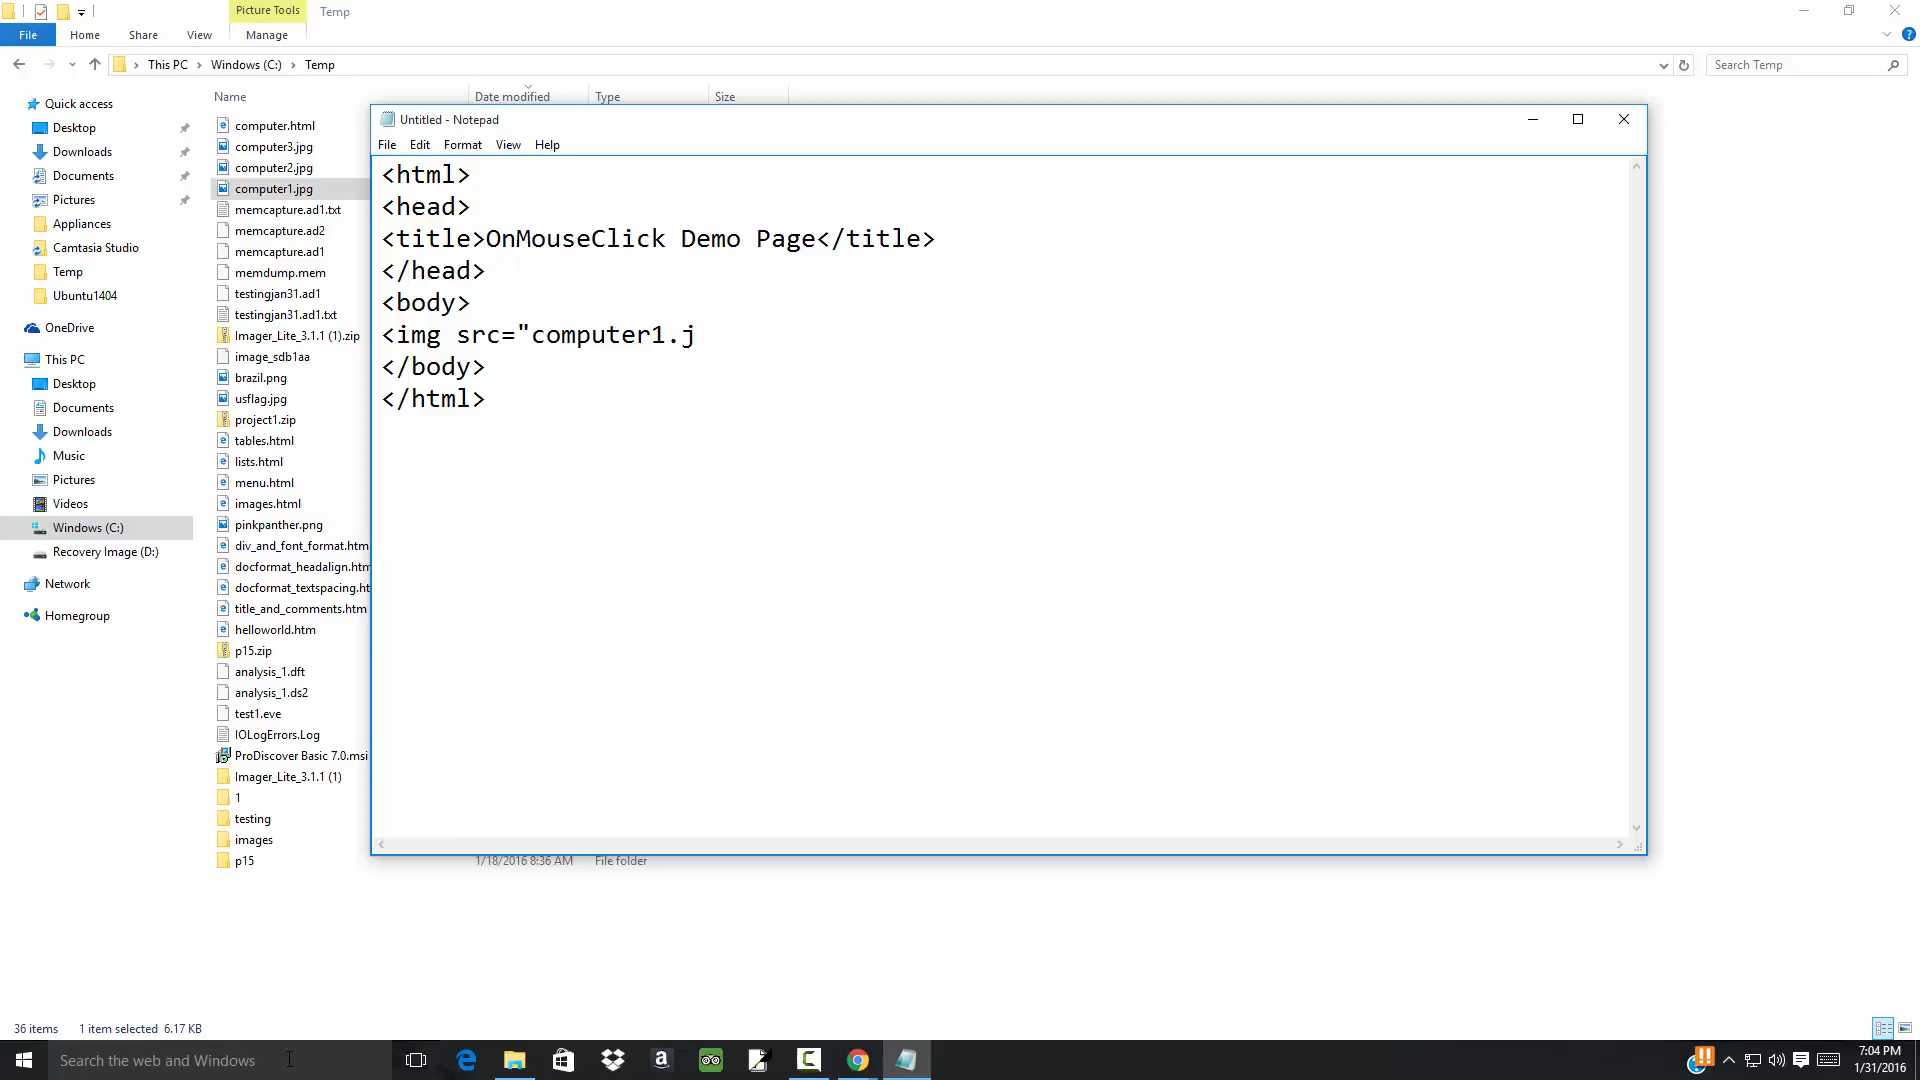 Picture Tools
Temp
File
Home
Share
View
Manage
This PC
Windows (C:)
Temp
Search Temp
Name
Date modified
Type
Size
Quick access
Desktop
Downloads
Documents
Pictures
Appliances
Camtasia Studio
Temp
Ubuntu1404
OneDrive
This PC
Desktop
Documents
Downloads
Music
Pictures
Videos
Windows (C:)
Recovery Image (D:)
Network
Homegroup
computer.html
computer3.jpg
computer2.jpg
computer1.jpg
memcapture.ad1.txt
memcapture.ad2
memcapture.ad1
memdump.mem
testingjan31.ad1
testingjan31.ad1.txt
Imager_Lite_3.1.1 (1).zip
image_sdb1aa
brazil.png
usflag.jpg
project1.zip
tables.html
lists.html
menu.html
images.html
pinkpanther.png
div_and_font_format.htm
docformat_headalign.htm
docformat_textspacing.ht
title_and_comments.htm
helloworld.htm
p15.zip
analysis_1.dft
analysis_1.ds2
test1.eve
IOLogErrors.Log
ProDiscover Basic 7.0.msi
Imager_Lite_3.1.1 (1)
1
testing
images
p15
1/18/2016 8:36 AM
File folder
Untitled - Notepad
File
Edit
Format
View
Help
<html>
<head>
<title>OnMouseClick Demo Page</title>
</head>
<body>
<img src="computer1.j
</body>
</html>
36 items
1 item selected 6.17 KB
Search the web and Windows
7:04 PM
1/31/2016